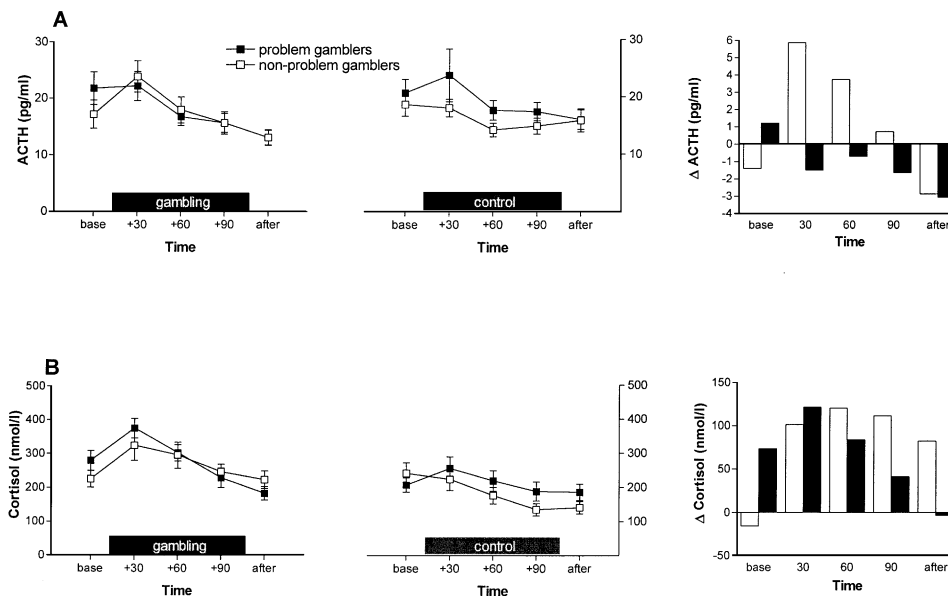 A
problem gamblers
non-problem gamblers
ACTH (pg/ml)
30
20
10
0
gambling
base +30 +60 +90 after
Time
30
20
10
control
base +30 +60 +90 after
Time
Δ ACTH (pg/ml)
6
5
4
3
2
1
0
-1
-2
-3
-4
base 30 60 90 after
Time
B
Cortisol (nmol/l)
500
400
300
200
100
0
gambling
base +30 +60 +90 after
Time
500
400
300
200
100
control
base +30 +60 +90 after
Time
Δ Cortisol (nmol/l)
150
100
50
0
-50
base 30 60 90 after
Time